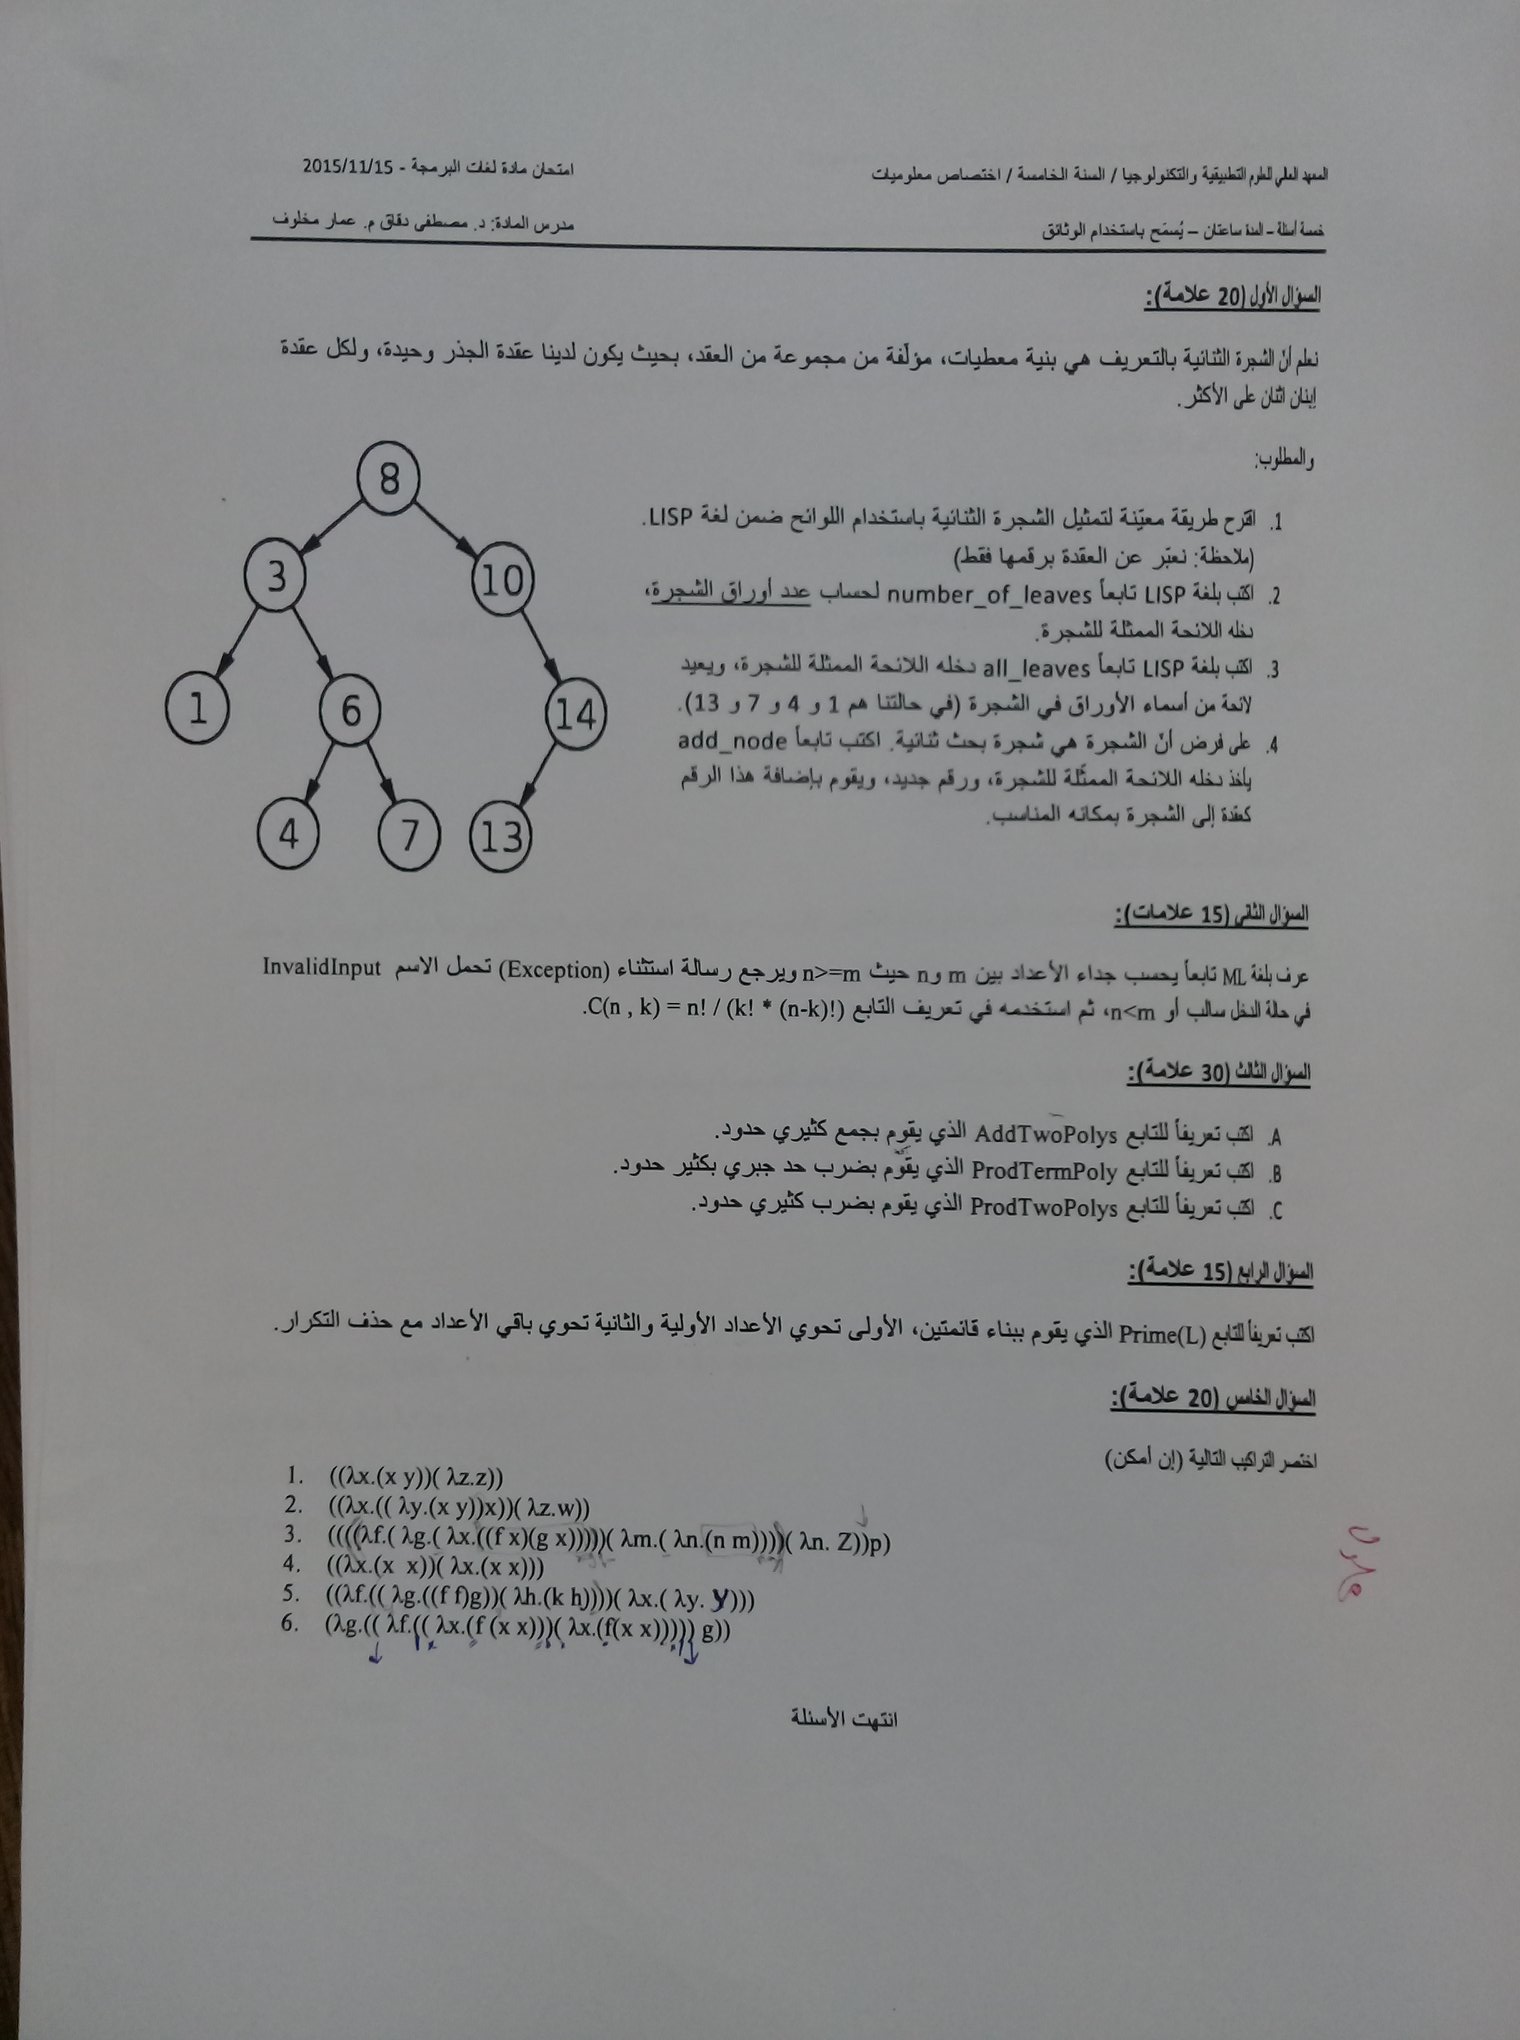 المعهد العالي للعلوم التطبيقية والتكنولوجيا / السنة الخامسة / اختصاص معلوميات
امتحان مادة لغات البرمجة - 2015/11/15
خمسة أسئلة – المدة ساعتان – يُسمَح باستخدام الوثائق
مدرس المادة: د. مصطفى دقاق م. عمار مخلوف
السؤال الأول (20 علامة):
نعلم أنّ الشجرة الثنائية بالتعريف هي بنية معطيات، مؤلّفة من مجموعة من العقد، بحيث يكون لدينا عقدة الجذر وحيدة، ولكل عقدة
إبنان اثنان على الأكثر.
والمطلوب:
1. اقترح طريقة معيّنة لتمثيل الشجرة الثنائية باستخدام اللوائح ضمن لغة LISP.
(ملاحظة: نعبّر عن العقدة برقمها فقط)
2. اكتب بلغة LISP تابعاً number_of_leaves لحساب عدد أوراق الشجرة،
دخله اللائحة الممثلة للشجرة.
3. اكتب بلغة LISP تابعاً all_leaves دخله اللائحة الممثلة للشجرة، ويعيد
لائحة من أسماء الأوراق في الشجرة (في حالتنا هم 1 و 4 و 7 و 13).
4. على فرض أنّ الشجرة هي شجرة بحث ثنائية. اكتب تابعاً add_node
يأخذ دخله اللائحة الممثّلة للشجرة، ورقم جديد، ويقوم بإضافة هذا الرقم
كعقدة إلى الشجرة بمكانه المناسب.
8
3 10
1 6 14
4 7 13
السؤال الثاني (15 علامات):
عرف بلغة ML تابعاً يحسب جداء الأعداد بين m وn حيث n>=m ويرجع رسالة استثناء (Exception) تحمل الاسم InvalidInput
في حالة الدخل سالب أو n<m، ثم استخدمه في تعريف التابع C(n , k) = n! / (k! * (n-k)!).
السؤال الثالث (30 علامة):
A. اكتب تعريفاً للتابع AddTwoPolys الذي يقوم بجمع كثيري حدود.
B. اكتب تعريفاً للتابع ProdTermPoly الذي يقوم بضرب حد جبري بكثير حدود.
C. اكتب تعريفاً للتابع ProdTwoPolys الذي يقوم بضرب كثيري حدود.
السؤال الرابع (15 علامة):
اكتب تعريفاً للتابع Prime(L) الذي يقوم ببناء قائمتين، الأولى تحوي الأعداد الأولية والثانية تحوي باقي الأعداد مع حذف التكرار.
السؤال الخامس (20 علامة):
اختصر التراكيب التالية (إن أمكن)
1. ((λx.(x y))( λz.z))
2. ((λx.(( λy.(x y))x))( λz.w))
3. ((((λf.( λg.( λx.((f x)(g x)))))( λm.( λn.(n m))))( λn. Z))p)
4. ((λx.(x x))( λx.(x x)))
5. ((λf.(( λg.((f f)g))( λh.(k h))))( λx.( λy. y)))
6. (λg.(( λf.(( λx.(f (x x)))( λx.(f(x x))))) g))
انتهت الأسئلة